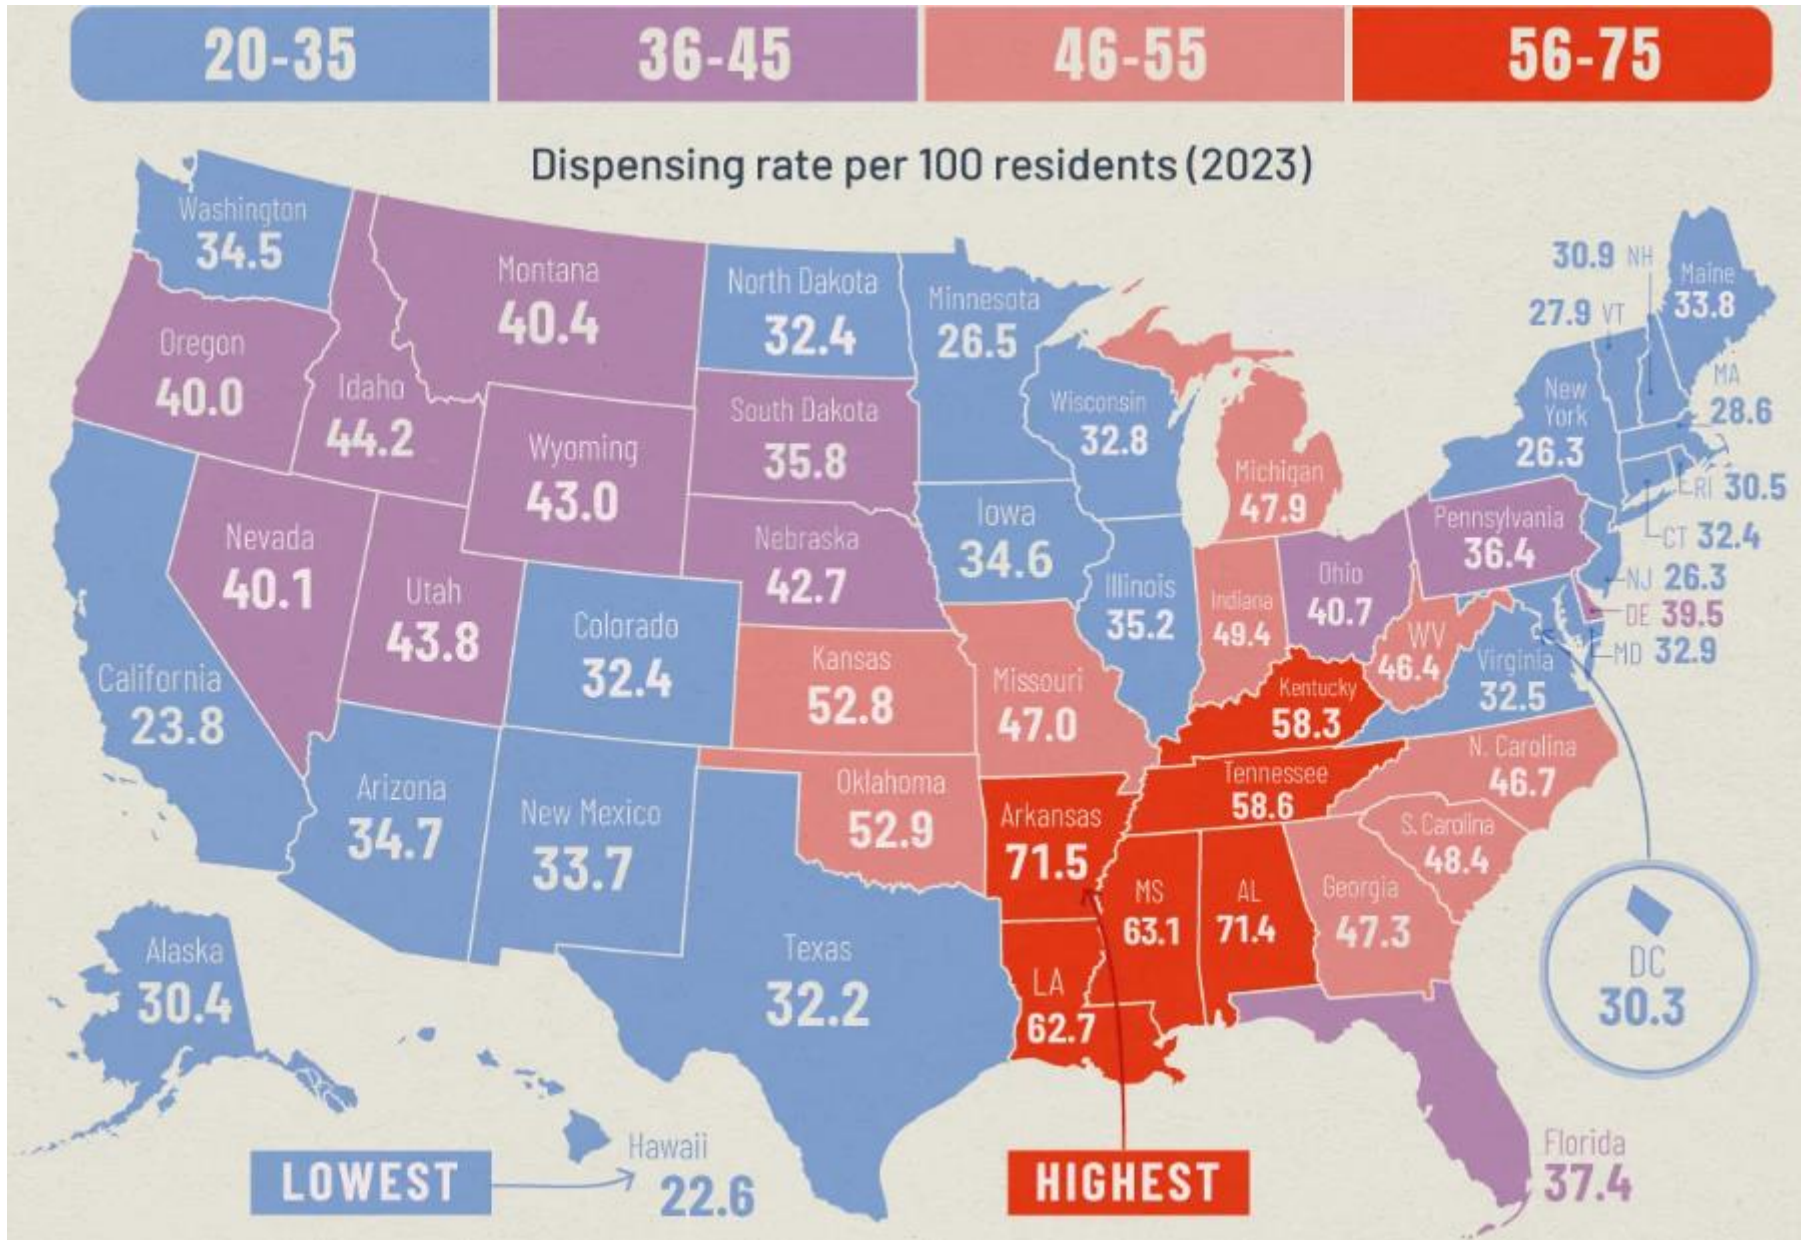 20-35
36-45
46-55
56-75
Dispensing rate per 100 residents (2023)
Washington
34.5
Oregon
40.0
Idaho
44.2
Montana
40.4
North Dakota
32.4
Minnesota
26.5
Wisconsin
32.8
Michigan
47.9
30.9 NH
27.9 VT
Maine
33.8
MA
28.6
New
York
26.3
RI 30.5
CT 32.4
NJ 26.3
DE 39.5
MD 32.9
South Dakota
35.8
Wyoming
43.0
Nebraska
42.7
Iowa
34.6
Illinois
35.2
Indiana
49.4
Ohio
40.7
Pennsylvania
36.4
WV
46.4
Virginia
32.5
Nevada
40.1
Utah
43.8
Colorado
32.4
Kansas
52.8
Missouri
47.0
Kentucky
58.3
Tennessee
58.6
N. Carolina
46.7
S. Carolina
48.4
California
23.8
Arizona
34.7
New Mexico
33.7
Oklahoma
52.9
Arkansas
71.5
MS
63.1
AL
71.4
Georgia
47.3
Texas
32.2
LA
62.7
DC
30.3
Alaska
30.4
Hawaii
22.6
LOWEST
HIGHEST
Florida
37.4